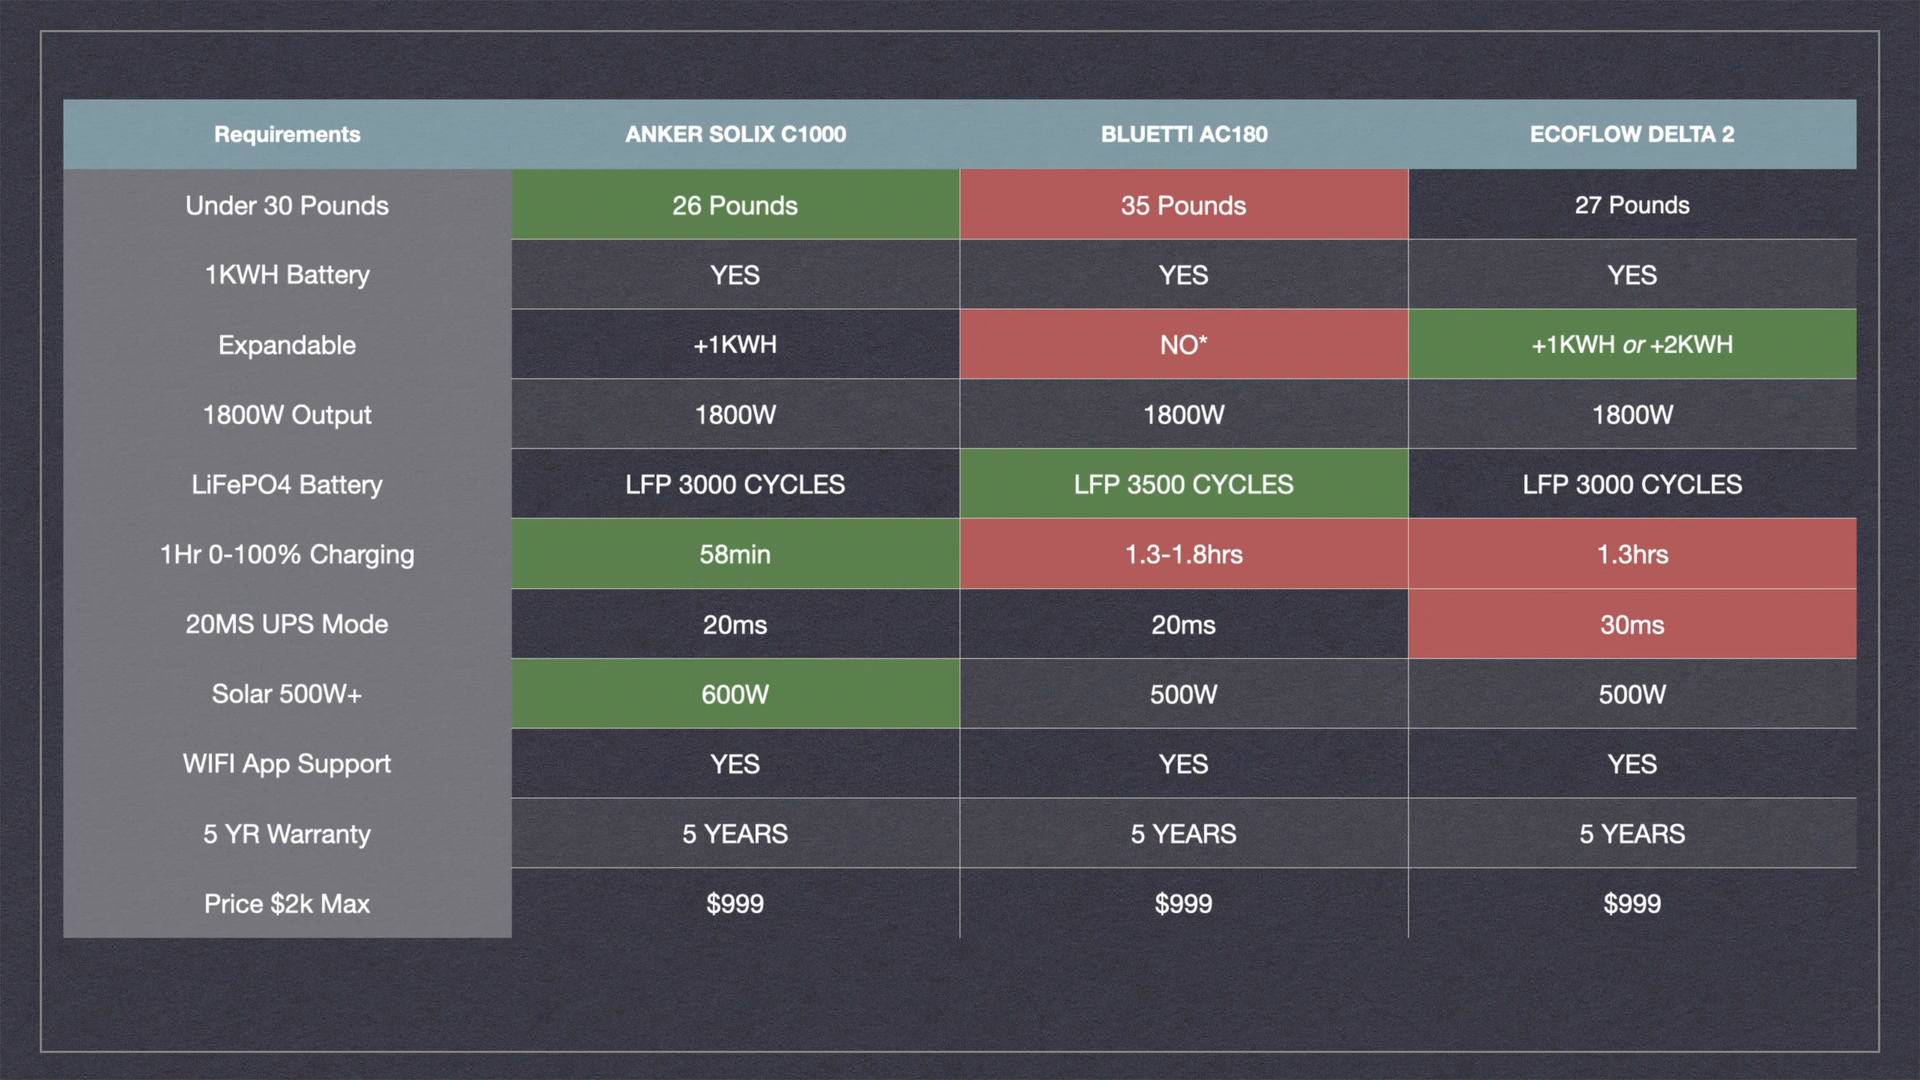 Requirements ANKER SOLIX C1000 BLUETTI AC180 ECOFLOW DELTA 2
Under 30 Pounds 26 Pounds 35 Pounds 27 Pounds
1KWH Battery YES YES YES
Expandable +1KWH NO* +1KWH or +2KWH
1800W Output 1800W 1800W 1800W
LiFePO4 Battery LFP 3000 CYCLES LFP 3500 CYCLES LFP 3000 CYCLES
1Hr 0-100% Charging 58min 1.3-1.8hrs 1.3hrs
20MS UPS Mode 20ms 20ms 30ms
Solar 500W+ 600W 500W 500W
WIFI App Support YES YES YES
5 YR Warranty 5 YEARS 5 YEARS 5 YEARS
Price $2k Max $999 $999 $999